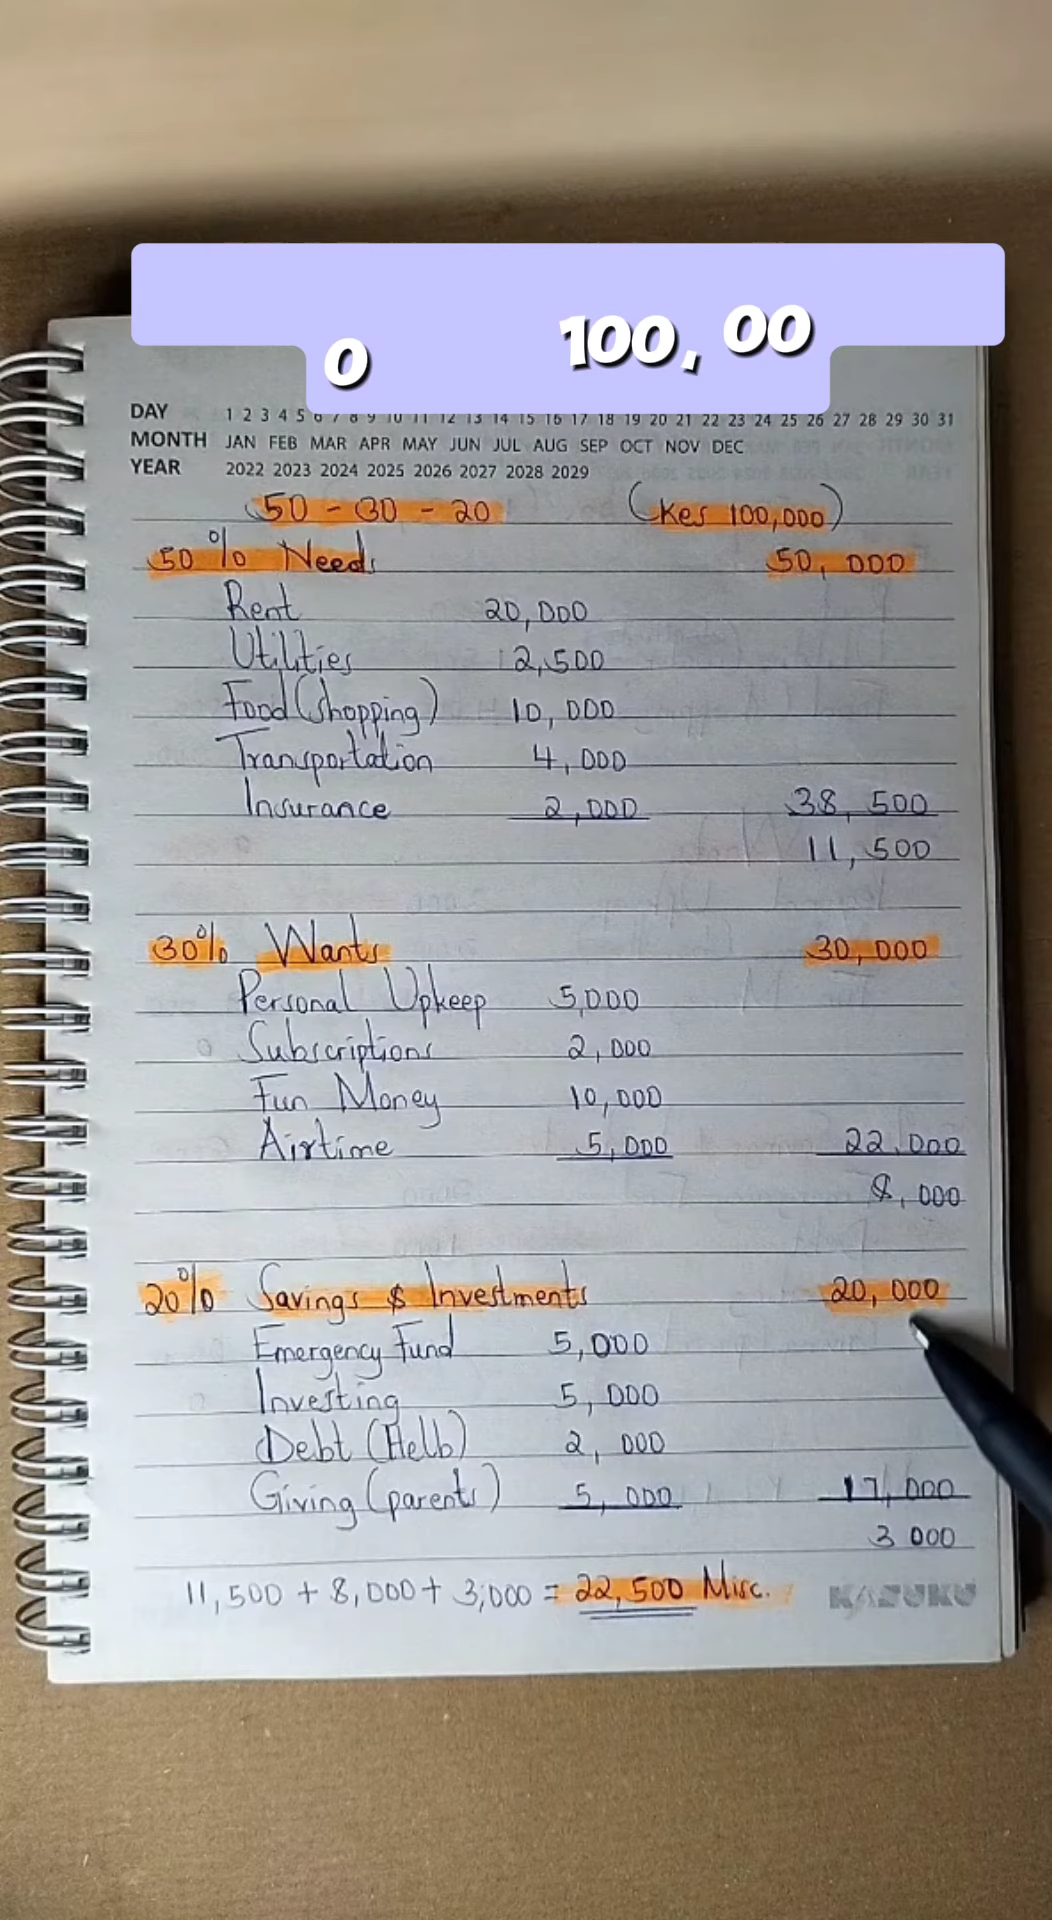 0 100, 00
DAY 1 2 3 4 5 6 7 8 9 10 11 12 13 14 15 16 17 18 19 20 21 22 23 24 25 26 27 28 29 30 31
MONTH JAN FEB MAR APR MAY JUN JUL AUG SEP OCT NOV DEC
YEAR 2022 2023 2024 2025 2026 2027 2028 2029
50 - 30 - 20 (Kes 100,000)
50% Needs 50, 000
Rent 20,000
Utilities 2,500
Food (shopping) 10, 000
Transportation 4, 000
Insurance 2,000 38, 500
11, 500
30% Wants 30, 000
Personal Upkeep 5,000
Subscriptions 2, 000
Fun Money 10,000
Airtime 5,000 22,000
8, 000
20% Savings & Investments 20, 000
Emergency Fund 5,000
Investing 5, 000
Debt (Helb) 2, 000
Giving (parents) 5, 000 17,000
3 000
11,500 + 8,000 + 3,000 = 22,500 Misc.
KASUKU